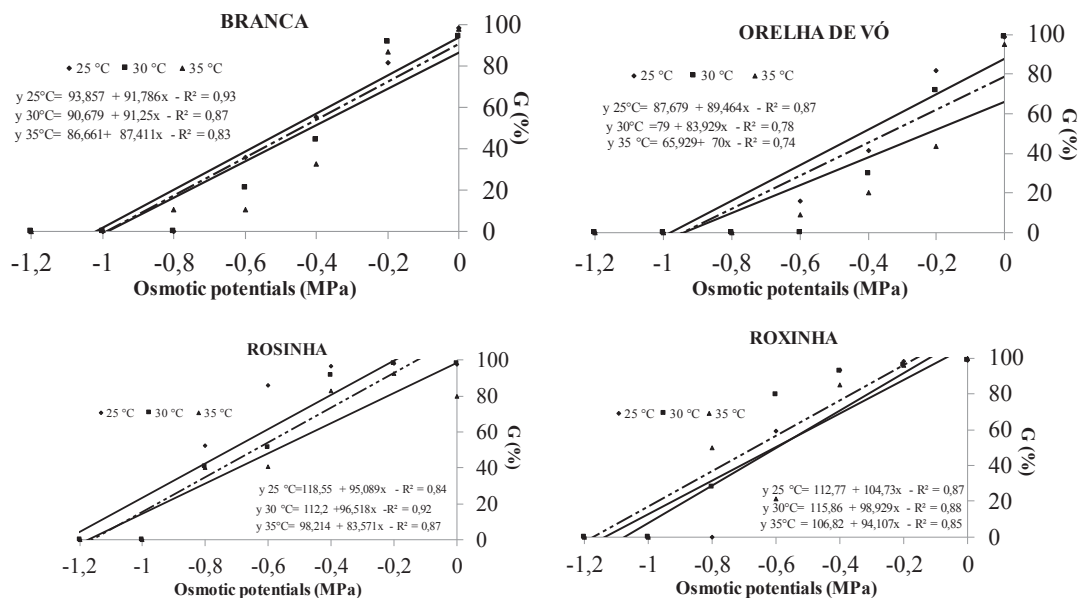 BRANCA
25 °C 30 °C 35 °C
y 25°C= 93,857 + 91,786x - R² = 0,93
y 30°C= 90,679 + 91,25x - R² = 0,87
y 35°C= 86,661+ 87,411x - R² = 0,83
100
80
60
40
20
0
G (%)
-1,2 -1 -0,8 -0,6 -0,4 -0,2 0
Osmotic potentials (MPa)
ORELHA DE VÓ
25 °C 30 °C 35 °C
y 25°C= 87,679 + 89,464x - R² = 0,87
y 30°C =79 + 83,929x - R² = 0,78
y 35 °C= 65,929+ 70x - R² = 0,74
100
80
60
40
20
0
G (%)
-1,2 -1 -0,8 -0,6 -0,4 -0,2 0
Osmotic potentails (MPa)
ROSINHA
25 °C 30 °C 35 °C
y 25 °C=118,55 + 95,089x - R² = 0,84
y 30 °C= 112,2 +96,518x -R² = 0,92
y 35°C= 98,214 + 83,571x - R² = 0,87
100
80
60
40
20
0
G (%)
-1,2 -1 -0,8 -0,6 -0,4 -0,2 0
Osmotic potentials (MPa)
ROXINHA
25 °C 30 °C 35 °C
y 25 °C= 112,77 + 104,73x - R² = 0,87
y 30°C= 115,86 + 98,929x - R² = 0,88
y 35°C= 106,82 + 94,107x - R² = 0,85
100
80
60
40
20
0
G (%)
-1,2 -1 -0,8 -0,6 -0,4 -0,2 0
Osmotic potentials (MPa)